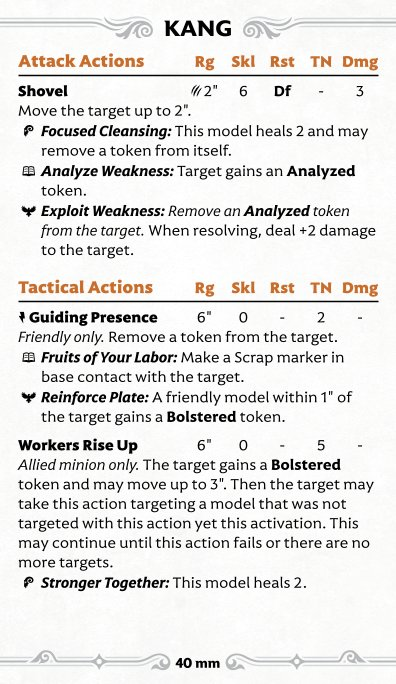 KANG
Attack Actions Rg Skl Rst TN Dmg
Shovel 2" 6 Df - 3
Move the target up to 2".
Focused Cleansing: This model heals 2 and may
remove a token from itself.
Analyze Weakness: Target gains an Analyzed
token.
Exploit Weakness: Remove an Analyzed token
from the target. When resolving, deal +2 damage
to the target.
Tactical Actions Rg Skl Rst TN Dmg
Guiding Presence 6" 0 - 2 -
Friendly only. Remove a token from the target.
Fruits of Your Labor: Make a Scrap marker in
base contact with the target.
Reinforce Plate: A friendly model within 1" of
the target gains a Bolstered token.
Workers Rise Up 6" 0 - 5 -
Allied minion only. The target gains a Bolstered
token and may move up to 3". Then the target may
take this action targeting a model that was not
targeted with this action yet this activation. This
may continue until this action fails or there are no
more targets.
Stronger Together: This model heals 2.
40 mm